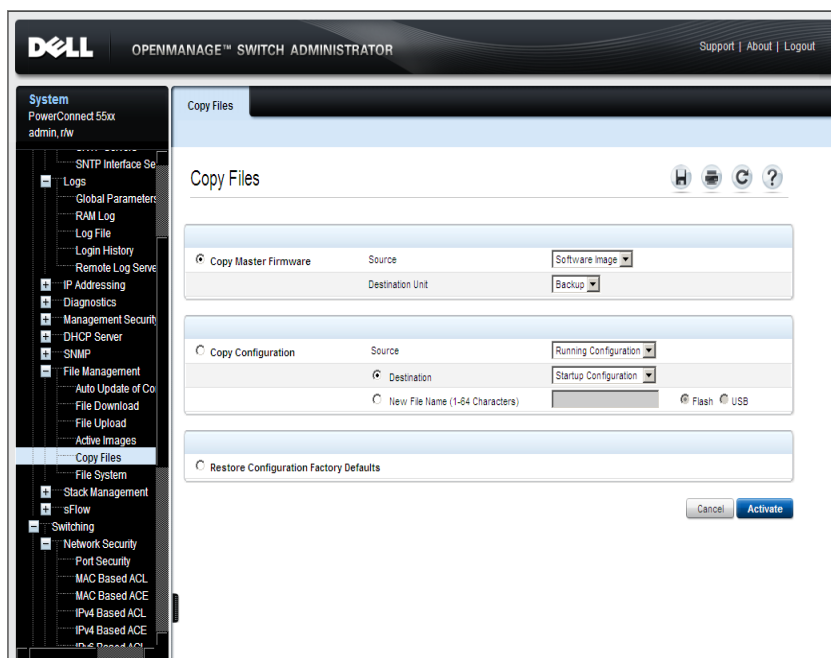 DELL OPENMANAGE™ SWITCH ADMINISTRATOR Support | About | Logout
System
PowerConnect 55xx
admin, r/w
SNTP Interface Se
Logs
Global Parameters
RAM Log
Log File
Login History
Remote Log Serve
IP Addressing
Diagnostics
Management Securit
DHCP Server
SNMP
File Management
Auto Update of Co
File Download
File Upload
Active Images
Copy Files
File System
Stack Management
sFlow
Switching
Network Security
Port Security
MAC Based ACL
MAC Based ACE
IPv4 Based ACL
IPv4 Based ACE
Copy Files
Copy Files
Copy Master Firmware Source Software Image
Destination Unit Backup
Copy Configuration Source Running Configuration
Destination Startup Configuration
New File Name (1-64 Characters) Flash USB
Restore Configuration Factory Defaults
Cancel Activate